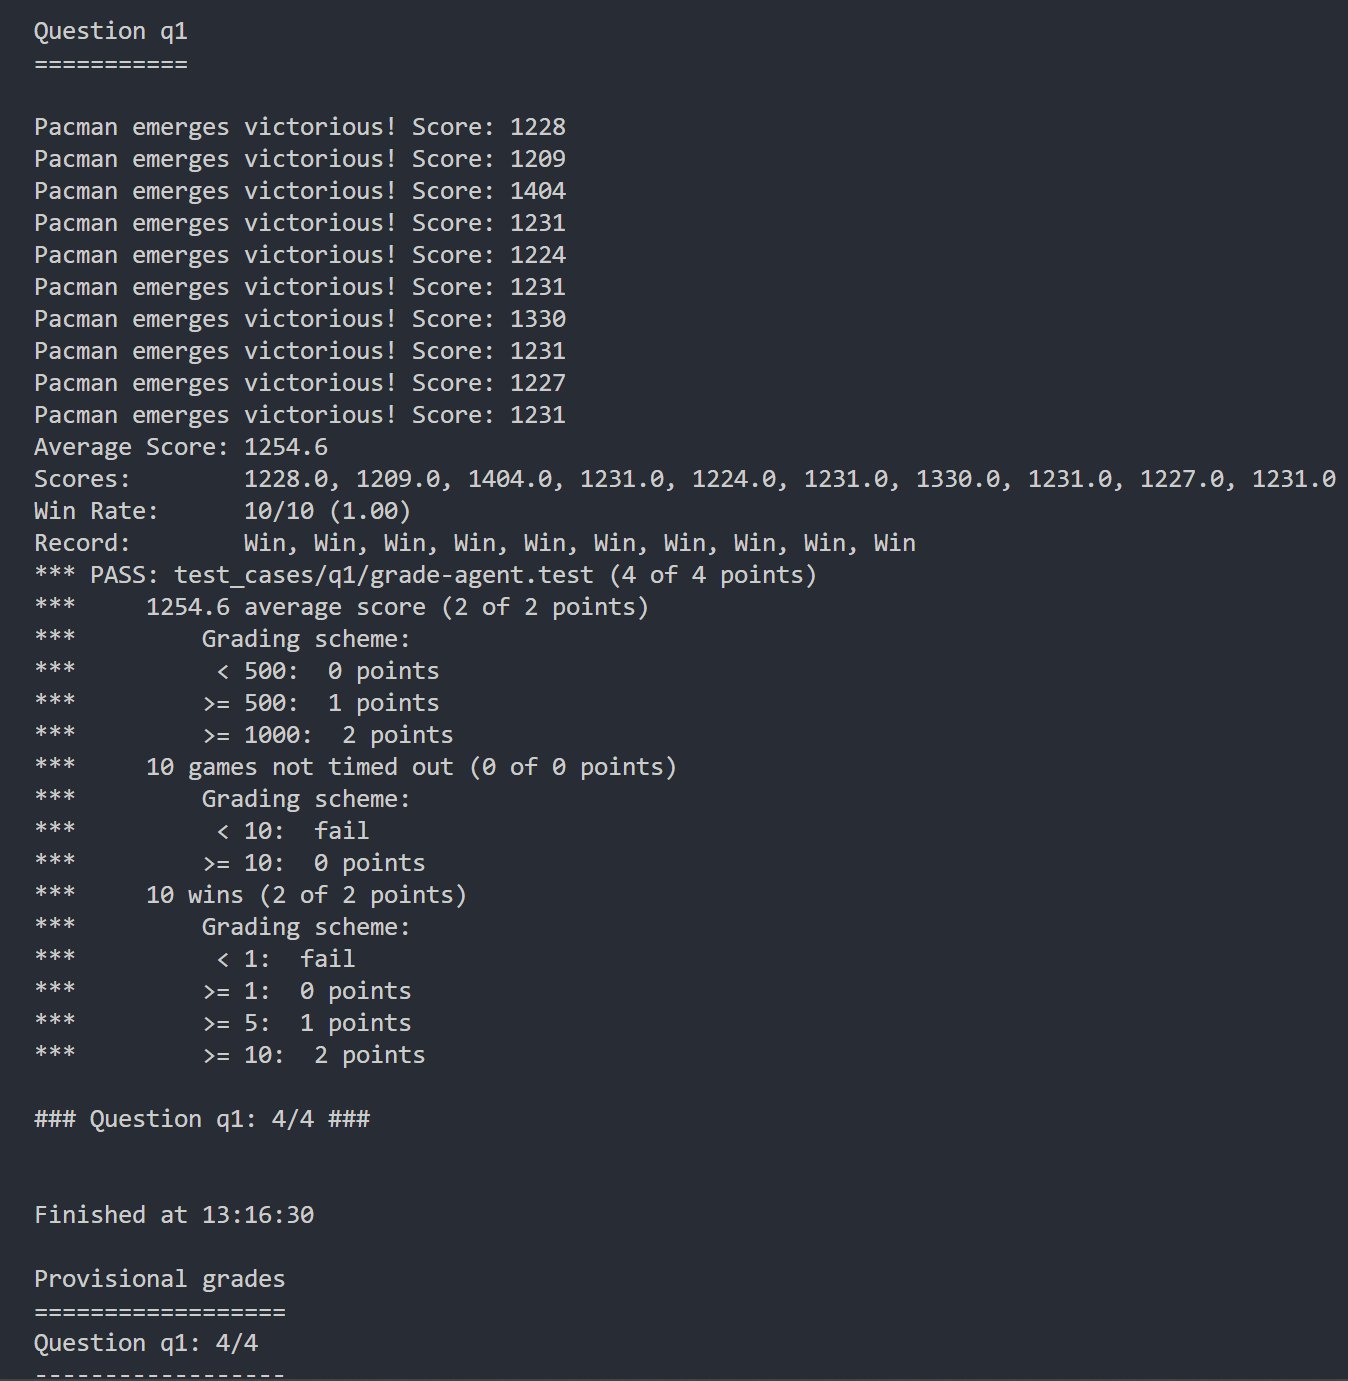 Question q1
===========
Pacman emerges victorious! Score: 1228
Pacman emerges victorious! Score: 1209
Pacman emerges victorious! Score: 1404
Pacman emerges victorious! Score: 1231
Pacman emerges victorious! Score: 1224
Pacman emerges victorious! Score: 1231
Pacman emerges victorious! Score: 1330
Pacman emerges victorious! Score: 1231
Pacman emerges victorious! Score: 1227
Pacman emerges victorious! Score: 1231
Average Score: 1254.6
Scores:        1228.0, 1209.0, 1404.0, 1231.0, 1224.0, 1231.0, 1330.0, 1231.0, 1227.0, 1231.0
Win Rate:      10/10 (1.00)
Record:        Win, Win, Win, Win, Win, Win, Win, Win, Win, Win
*** PASS: test_cases/q1/grade-agent.test (4 of 4 points)
***     1254.6 average score (2 of 2 points)
***         Grading scheme:
***          < 500:  0 points
***         >= 500:  1 points
***         >= 1000:  2 points
***     10 games not timed out (0 of 0 points)
***         Grading scheme:
***          < 10:  fail
***         >= 10:  0 points
***     10 wins (2 of 2 points)
***         Grading scheme:
***          < 1:  fail
***         >= 1:  0 points
***         >= 5:  1 points
***         >= 10:  2 points
### Question q1: 4/4 ###
Finished at 13:16:30
Provisional grades
==================
Question q1: 4/4
------------------